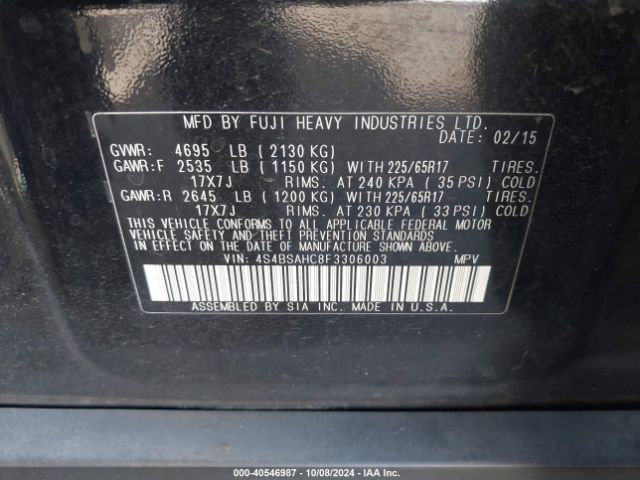 MFD BY FUJI HEAVY INDUSTRIES LTD.
DATE: 02/15
GVWR: 4695 LB (2130 KG)
GAWR:F 2535 LB (1150 KG) WITH 225/65R17 TIRES.
17X7J RIMS. AT 240 KPA (35 PSI) COLD
GAWR:R 2645 LB (1200 KG) WITH 225/65R17 TIRES.
17X7J RIMS. AT 230 KPA (33 PSI) COLD
THIS VEHICLE CONFORMS TO ALL APPLICABLE FEDERAL MOTOR
VEHICLE SAFETY AND THEFT PREVENTION STANDARDS
IN EFFECT ON THE DATE OF MANUFACTURE SHOWN ABOVE.
VIN: 4S4BSAHC8F3306003 MPV
ASSEMBLED BY SIA INC. MADE IN U.S.A.
000-40546987 - 10/08/2024 - IAA Inc.